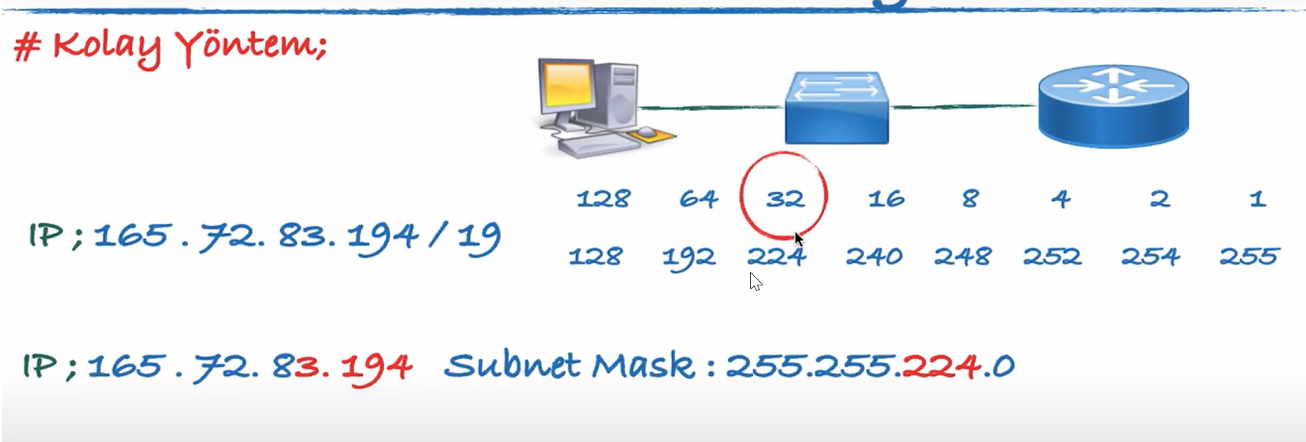 # Kolay Yöntem;
128 64 32 16 8 4 2 1
IP ; 165 . 72. 83. 194 / 19
128 192 224 240 248 252 254 255
IP ; 165 . 72. 83. 194 Subnet Mask : 255.255.224.0